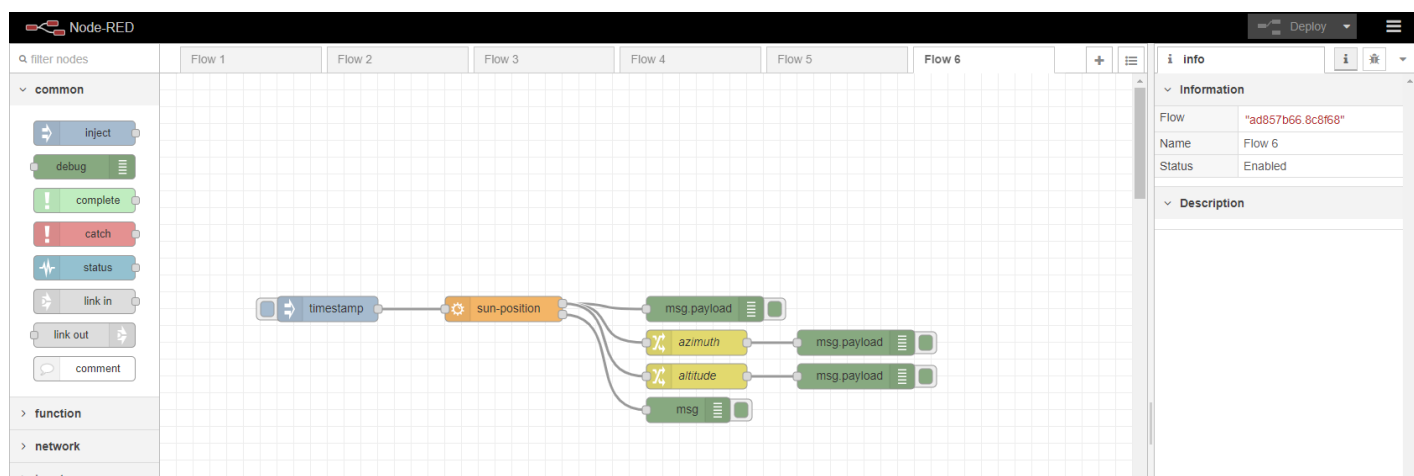 Node-RED
Deploy
filter nodes
Flow 1
Flow 2
Flow 3
Flow 4
Flow 5
Flow 6
i info
i
common
inject
debug
complete
catch
status
link in
link out
comment
function
network
timestamp
sun-position
msg.payload
azimuth
msg.payload
altitude
msg.payload
msg
Information
Flow "ad857b66.8c8f68"
Name Flow 6
Status Enabled
Description